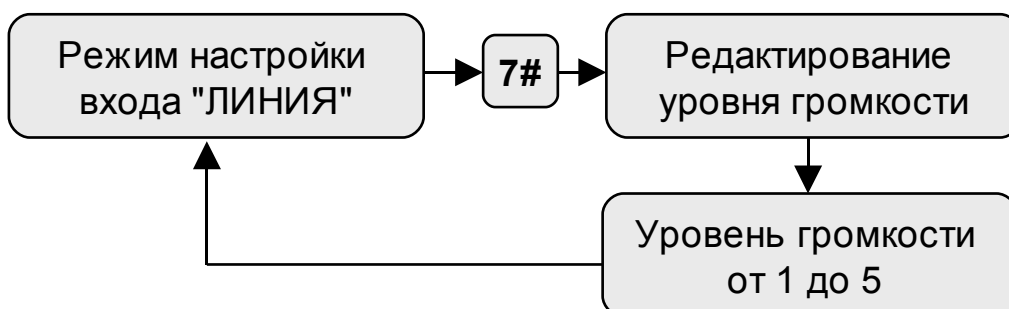 Режим настройки
входа "ЛИНИЯ"
7#
Редактирование
уровня громкости
Уровень громкости
от 1 до 5